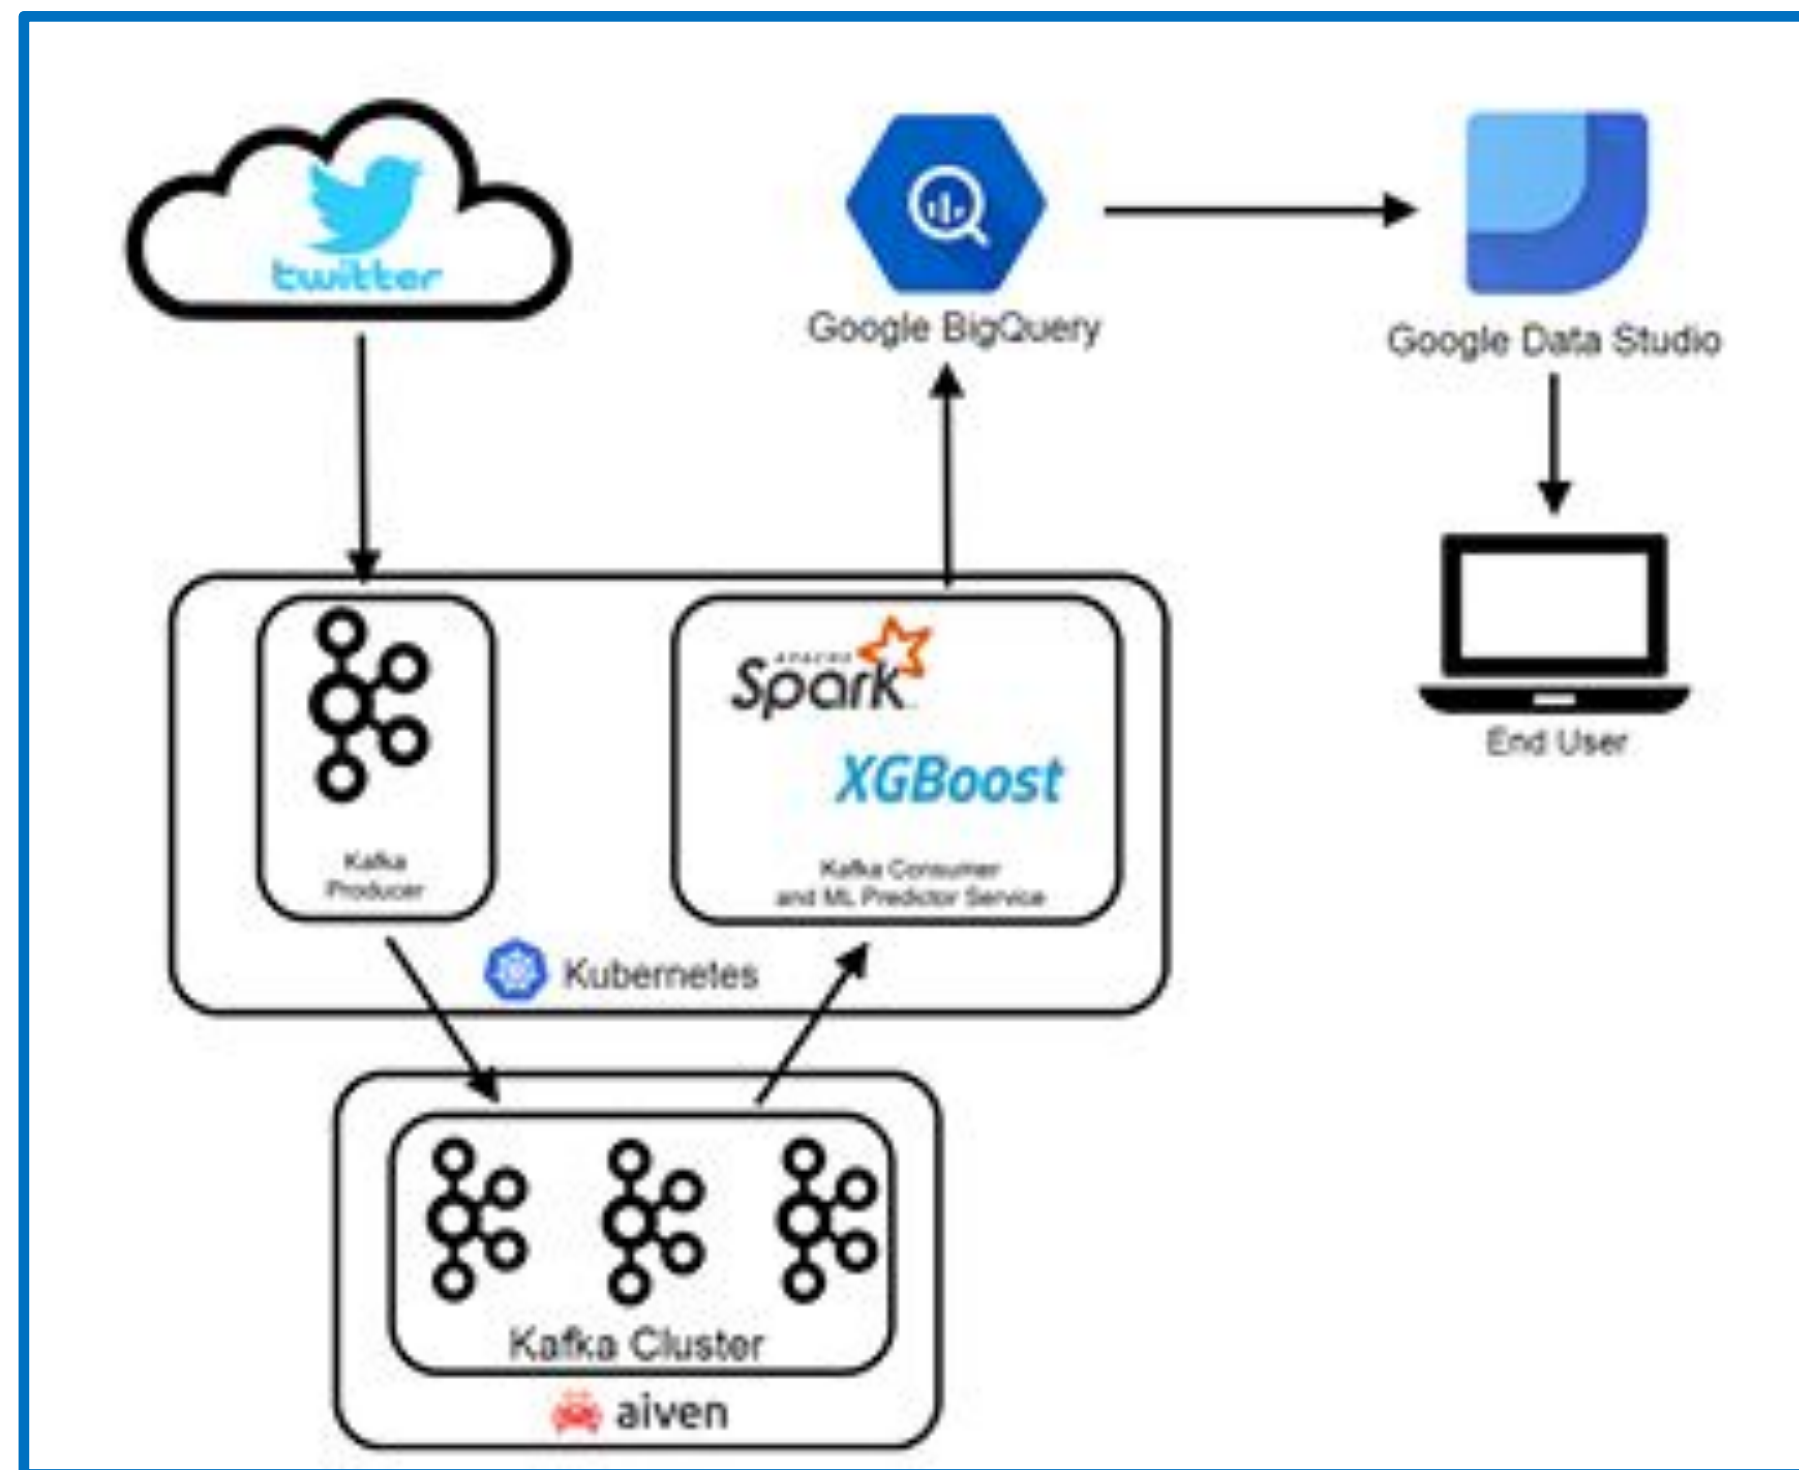 twitter
Google BigQuery
Google Data Studio
End User
APACHE
Spark
XGBoost
Kafka
Producer
Kafka Consumer
and ML Predictor Service
Kubernetes
Kafka Cluster
aiven